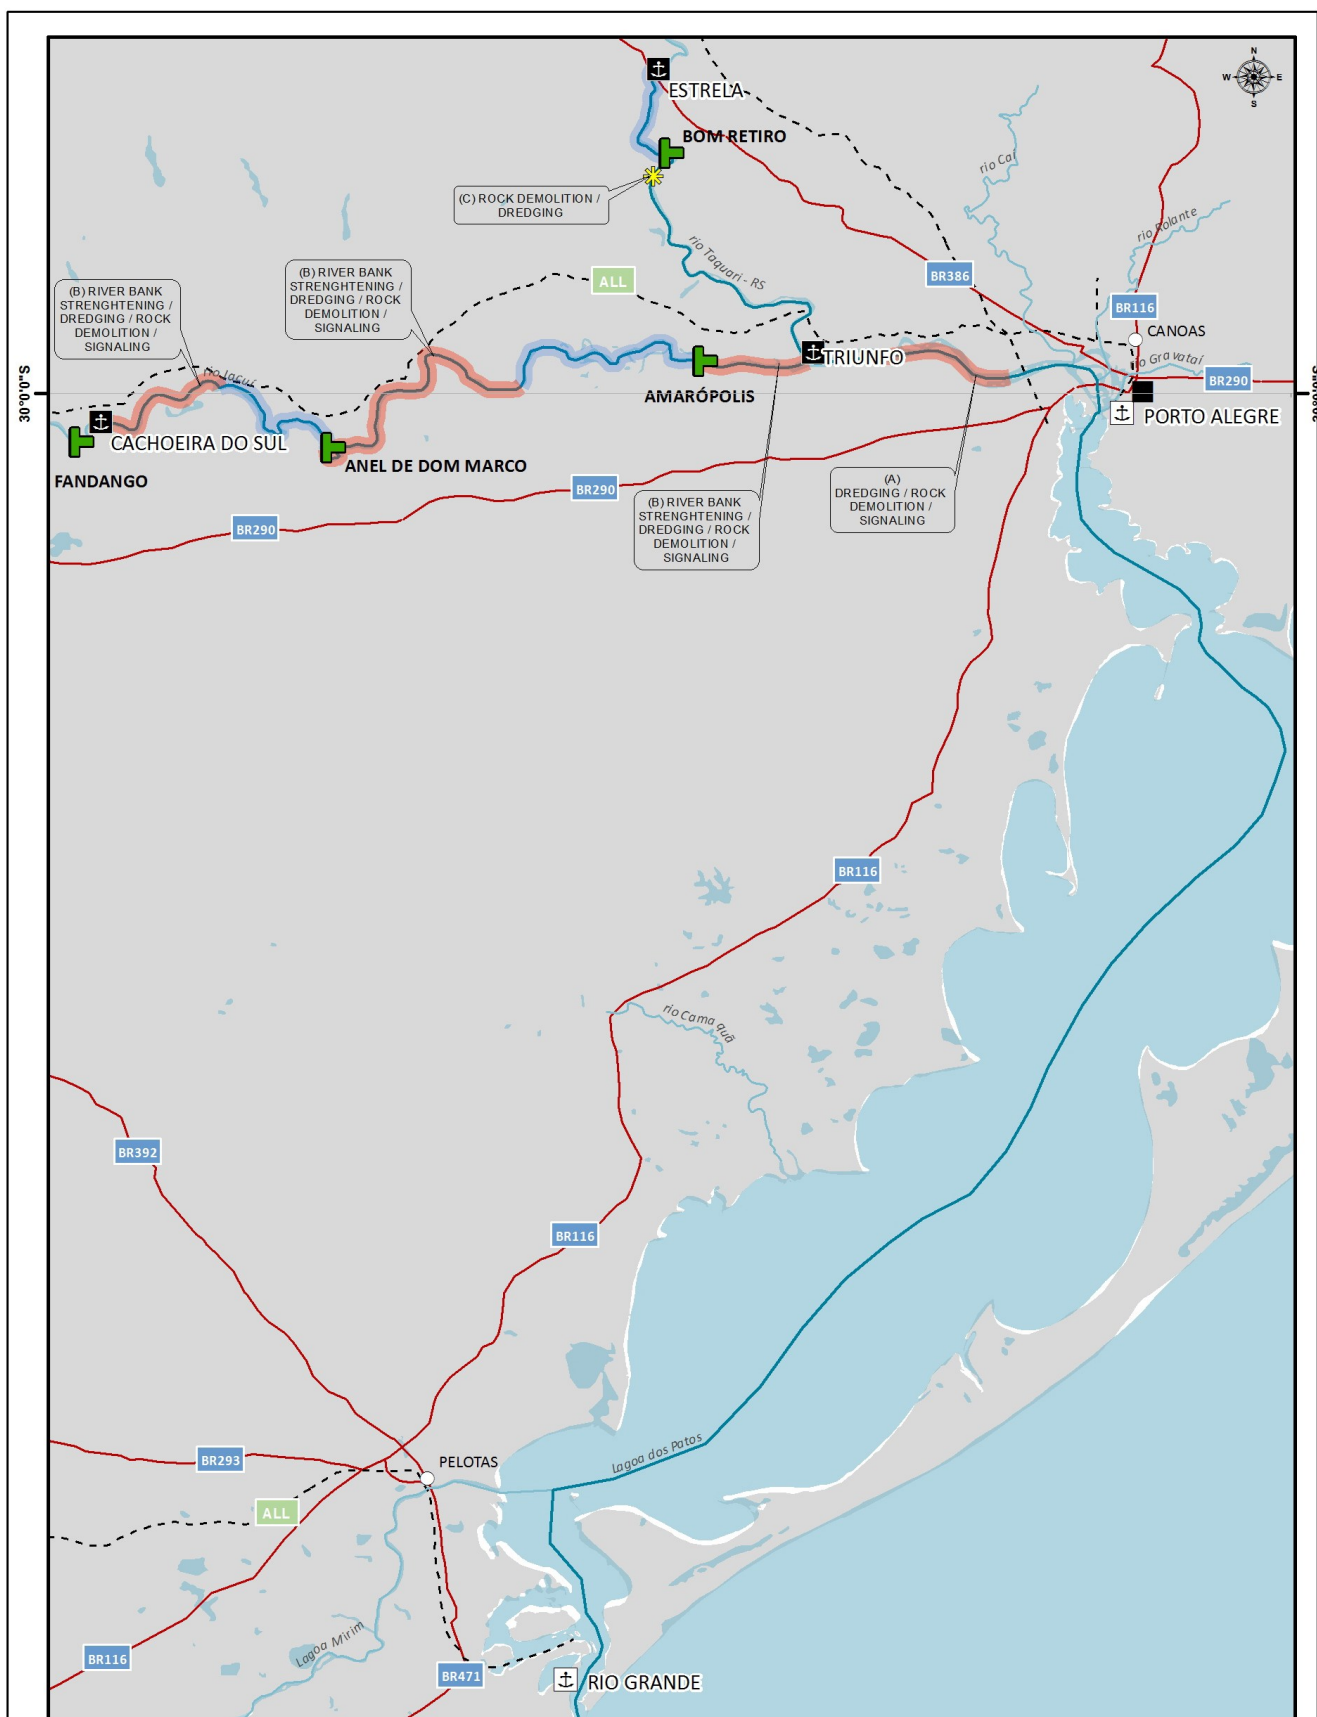 N
W
E
S
ESTRELA
BOM RETIRO
(C) ROCK DEMOLITION /
DREDGING
rio Caí
rio Rolante
rio Taquari - RS
BR386
(B) RIVER BANK
STRENGHTENING /
DREDGING / ROCK
DEMOLITION /
SIGNALING
(B) RIVER BANK
STRENGHTENING /
DREDGING / ROCK
DEMOLITION /
SIGNALING
ALL
BR116
CANOAS
TRIUNFO
rio Gravataí
rio Jacuí
BR290
30°0'0"S
30°0'0"S
AMARÓPOLIS
PORTO ALEGRE
CACHOEIRA DO SUL
ANEL DE DOM MARCO
FANDANGO
BR290
BR290
(B) RIVER BANK
STRENGHTENING /
DREDGING / ROCK
DEMOLITION /
SIGNALING
(A)
DREDGING / ROCK
DEMOLITION /
SIGNALING
BR116
rio Camaquã
BR392
BR116
Lagoa dos Patos
BR293
PELOTAS
ALL
Lagoa Mirim
BR116
BR471
RIO GRANDE